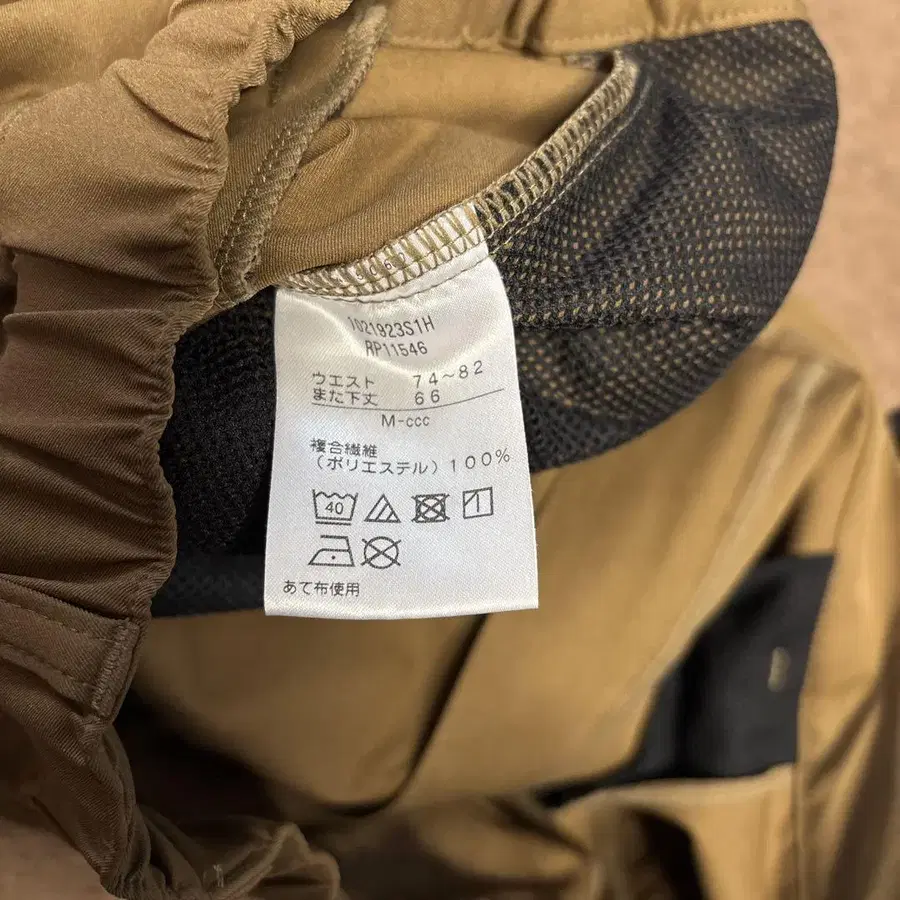 1021923S1H
RP11546
ウエスト 74~82
また下丈 66
M-ccc
複合繊維
(ポリエステル) 100%
40
あて布使用